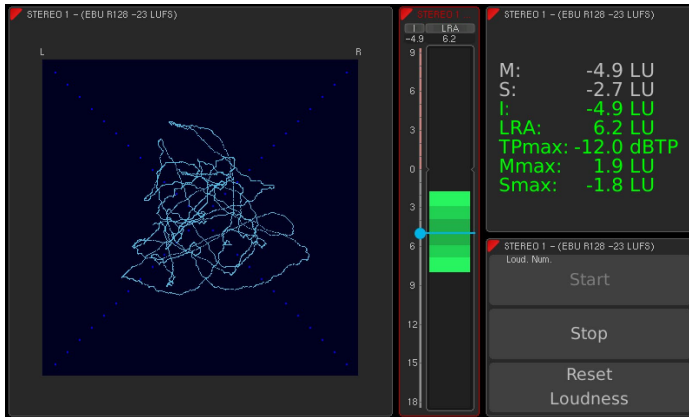 STEREO 1 – (EBU R128 –23 LUFS)
L R
STEREO 1
I LRA
–4.9 6.2
9
6
3
0
3
6
9
12
15
18
STEREO 1 – (EBU R128 –23 LUFS)
M: -4.9 LU
S: -2.7 LU
I: -4.9 LU
LRA: 6.2 LU
TPmax: -12.0 dBTP
Mmax: 1.9 LU
Smax: -1.8 LU
STEREO 1 – (EBU R128 –23 LUFS)
Loud. Num.
Start
Stop
Reset
Loudness